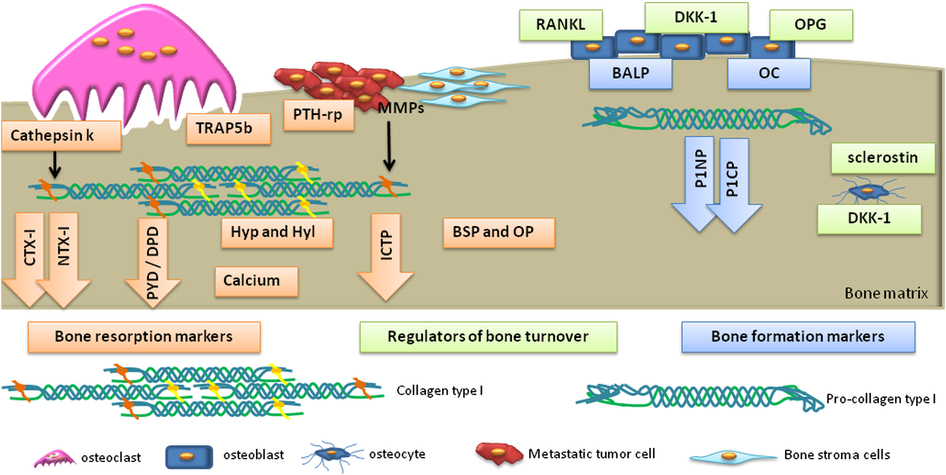 RANKL
DKK-1
OPG
BALP
OC
PTH-rp
MMPs
TRAP5b
Cathepsin k
P1NP
P1CP
sclerostin
DKK-1
CTX-I
NTX-I
PYD / DPD
Hyp and Hyl
ICTP
BSP and OP
Calcium
Bone matrix
Bone resorption markers
Regulators of bone turnover
Bone formation markers
Collagen type I
Pro-collagen type I
osteoclast
osteoblast
osteocyte
Metastatic tumor cell
Bone stroma cells